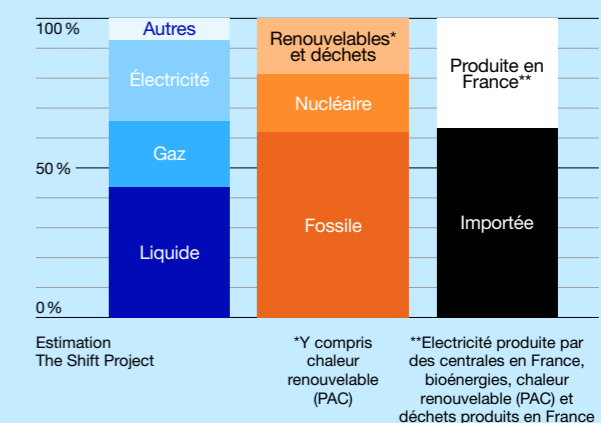 100 %
50 %
0 %
Autres
Électricité
Gaz
Liquide
Renouvelables*
et déchets
Nucléaire
Fossile
Produite en
France**
Importée
Estimation
The Shift Project
*Y compris
chaleur
renouvelable
(PAC)
**Electricité produite par
des centrales en France,
bioénergies, chaleur
renouvelable (PAC) et
déchets produits en France